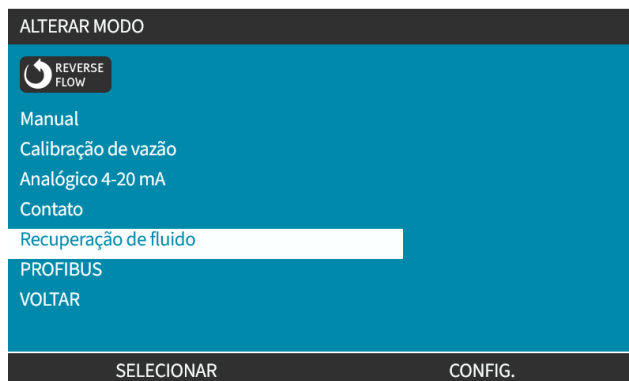 ALTERAR MODO
REVERSE
FLOW
Manual
Calibração de vazão
Analógico 4-20 mA
Contato
Recuperação de fluido
PROFIBUS
VOLTAR
SELECIONAR CONFIG.